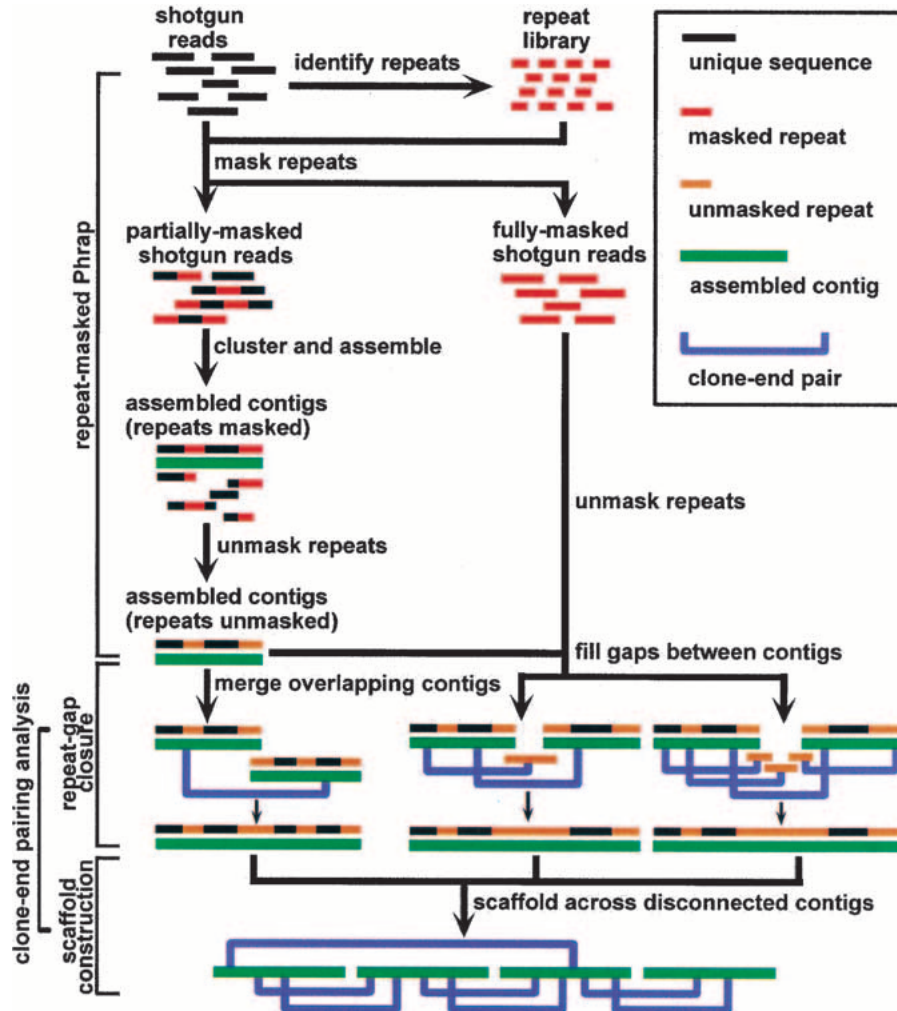 shotgun
reads
repeat
library
identify repeats
mask repeats
partially-masked
shotgun reads
fully-masked
shotgun reads
cluster and assemble
assembled contigs
(repeats masked)
unmask repeats
unmask repeats
assembled contigs
(repeats unmasked)
fill gaps between contigs
merge overlapping contigs
scaffold across disconnected contigs
unique sequence
masked repeat
unmasked repeat
assembled contig
clone-end pair
repeat-masked Phrap
clone-end pairing analysis
repeat-gap
closure
scaffold
construction